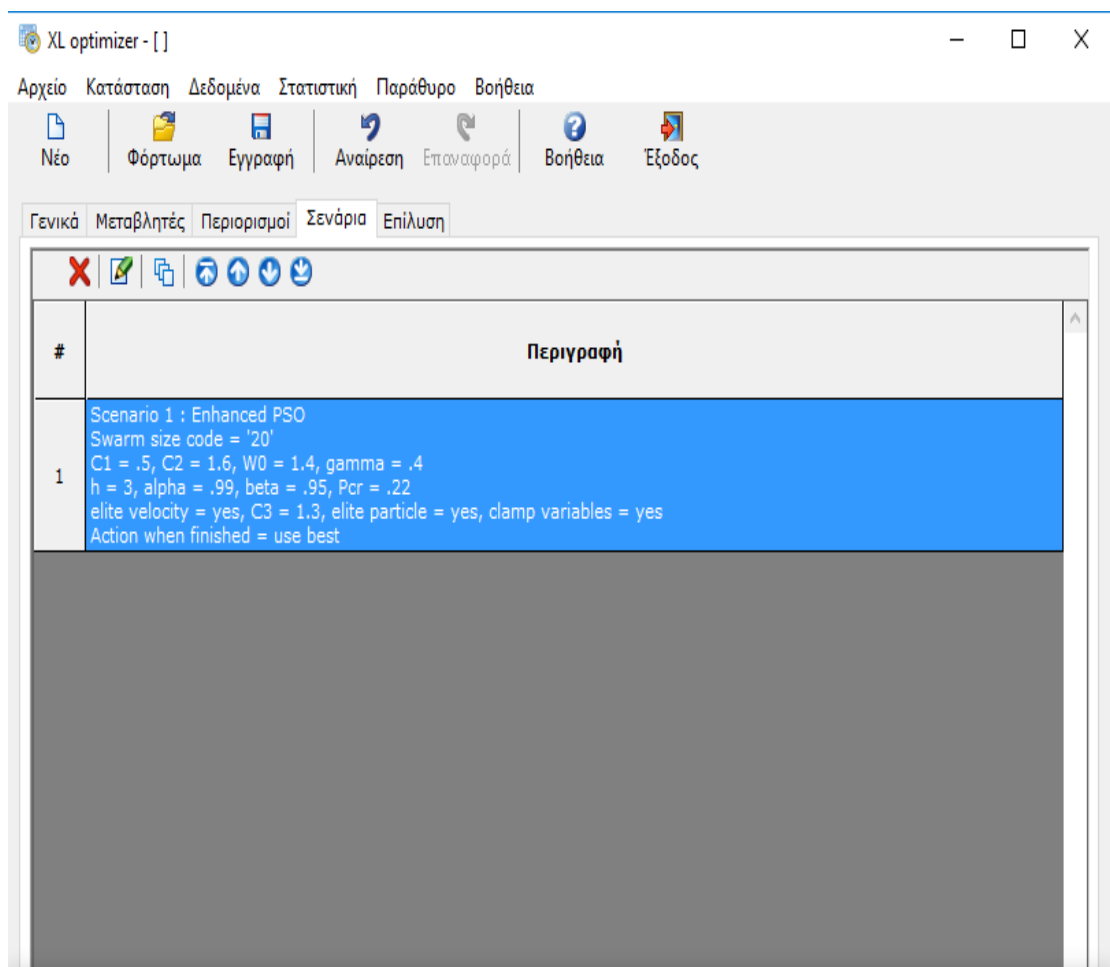 XL optimizer - [ ]
Αρχείο Κατάσταση Δεδομένα Στατιστική Παράθυρο Βοήθεια
Νέο Φόρτωμα Εγγραφή Αναίρεση Επαναφορά Βοήθεια Έξοδος
Γενικά Μεταβλητές Περιορισμοί Σενάρια Επίλυση
# Περιγραφή
1
Scenario 1 : Enhanced PSO
Swarm size code = '20'
C1 = .5, C2 = 1.6, W0 = 1.4, gamma = .4
h = 3, alpha = .99, beta = .95, Pcr = .22
elite velocity = yes, C3 = 1.3, elite particle = yes, clamp variables = yes
Action when finished = use best